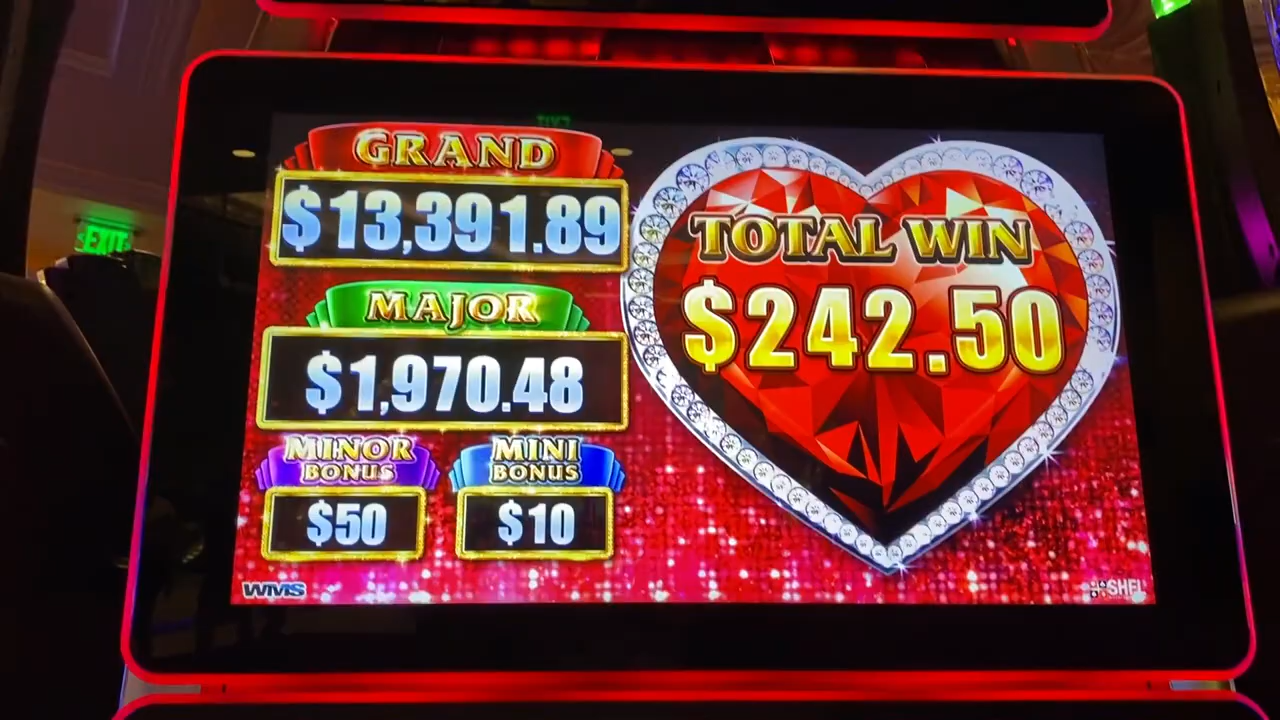 EXIT
GRAND
$13,391.89
MAJOR
$1,970.48
MINOR
BONUS
$50
MINI
BONUS
$10
TOTAL WIN
$242.50
WMS
SHFL